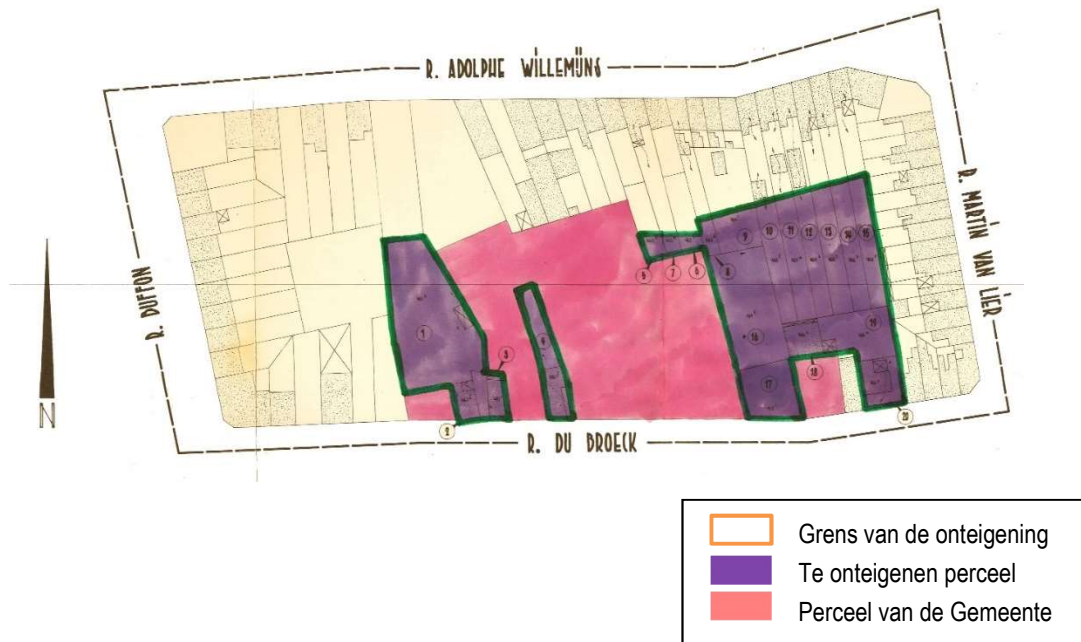 R. ADOLPHE WILLEMŸNS
R. DUFFON
R. MARTIN VAN LIER
5 7 6 8
9 10 11 12 13 14 15
1
3
4
16 19
17 18
2
20
R. DU BROECK
N
Grens van de onteigening
Te onteigenen perceel
Perceel van de Gemeente